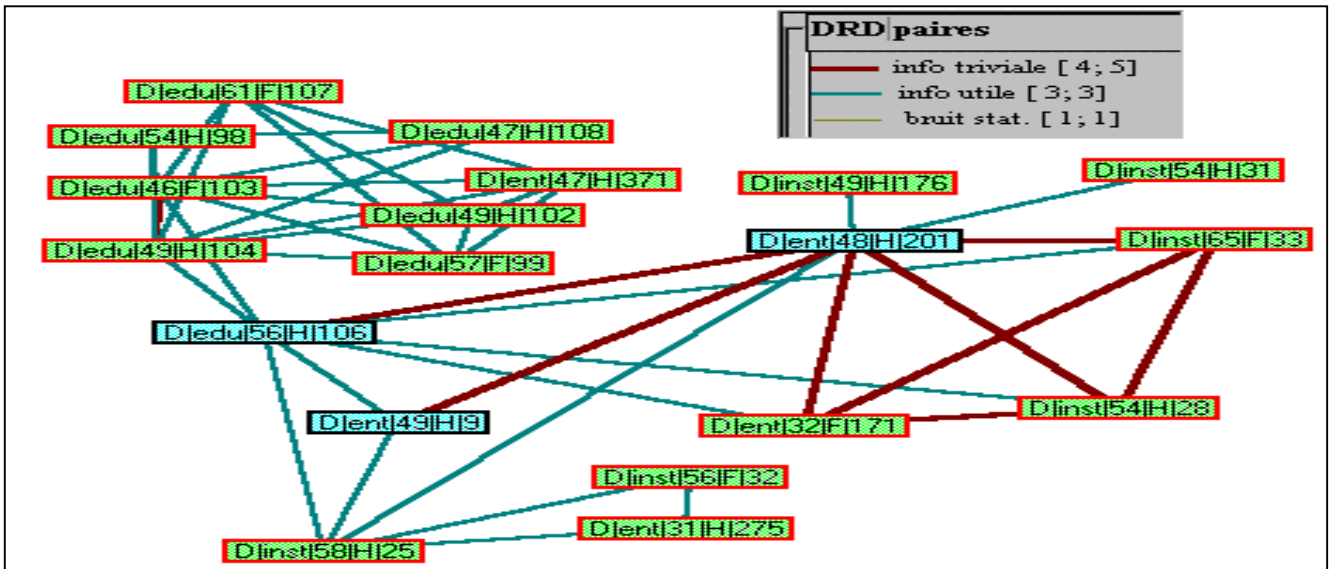 DRD paires
info triviale [ 4; 5]
info utile [ 3; 3]
bruit stat. [ 1; 1]
D|edu|61|F|107
D|edu|54|H|98
D|edu|47|H|108
D|edu|46|F|103
D|ent|47|H|371
D|edu|49|H|102
D|edu|49|H|104
D|edu|57|F|99
D|inst|49|H|176
D|inst|54|H|31
D|ent|48|H|201
D|inst|65|F|33
D|edu|56|H|106
D|ent|49|H|9
D|ent|32|F|171
D|inst|54|H|28
D|inst|56|F|32
D|ent|31|H|275
D|inst|58|H|25